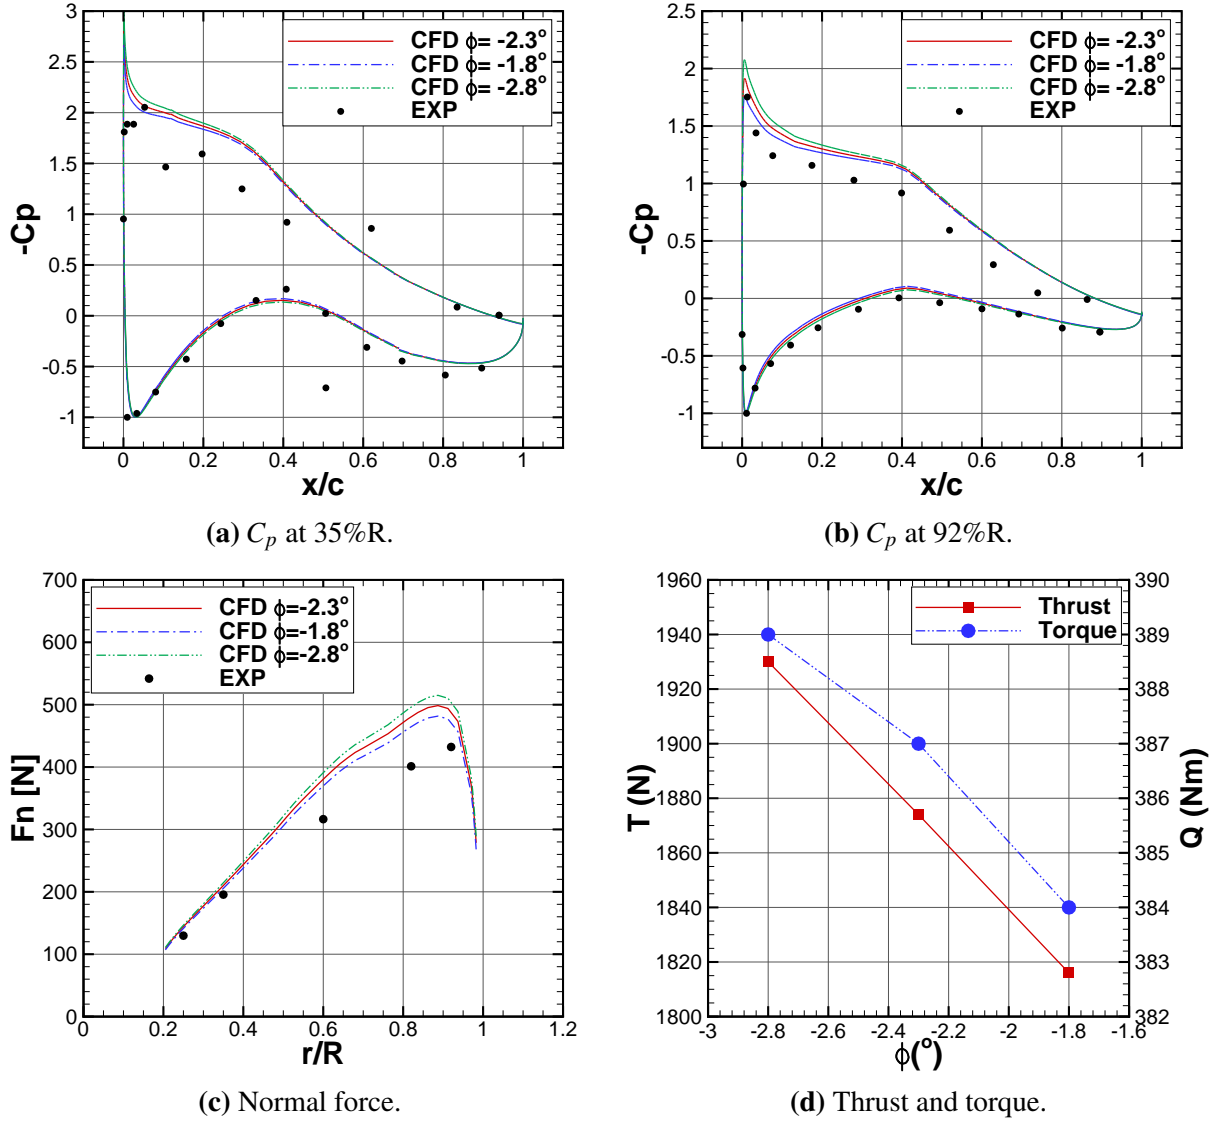 -Cp
3
2.5
2
1.5
1
0.5
0
-0.5
-1
CFD ϕ= -2.3°
CFD ϕ= -1.8°
CFD ϕ= -2.8°
EXP
0 0.2 0.4 0.6 0.8 1
x/c
(a) Cp at 35%R.
-Cp
2.5
2
1.5
1
0.5
0
-0.5
-1
CFD ϕ= -2.3°
CFD ϕ= -1.8°
CFD ϕ= -2.8°
EXP
0 0.2 0.4 0.6 0.8 1
x/c
(b) Cp at 92%R.
Fn [N]
700
600
500
400
300
200
100
0
CFD ϕ=-2.3°
CFD ϕ=-1.8°
CFD ϕ=-2.8°
EXP
0 0.2 0.4 0.6 0.8 1 1.2
r/R
(c) Normal force.
T (N)
1960
1940
1920
1900
1880
1860
1840
1820
1800
Thrust
Torque
390
389
388
387
386
385
384
383
382
Q (Nm)
-3 -2.8 -2.6 -2.4 -2.2 -2 -1.8 -1.6
ϕ(°)
(d) Thrust and torque.